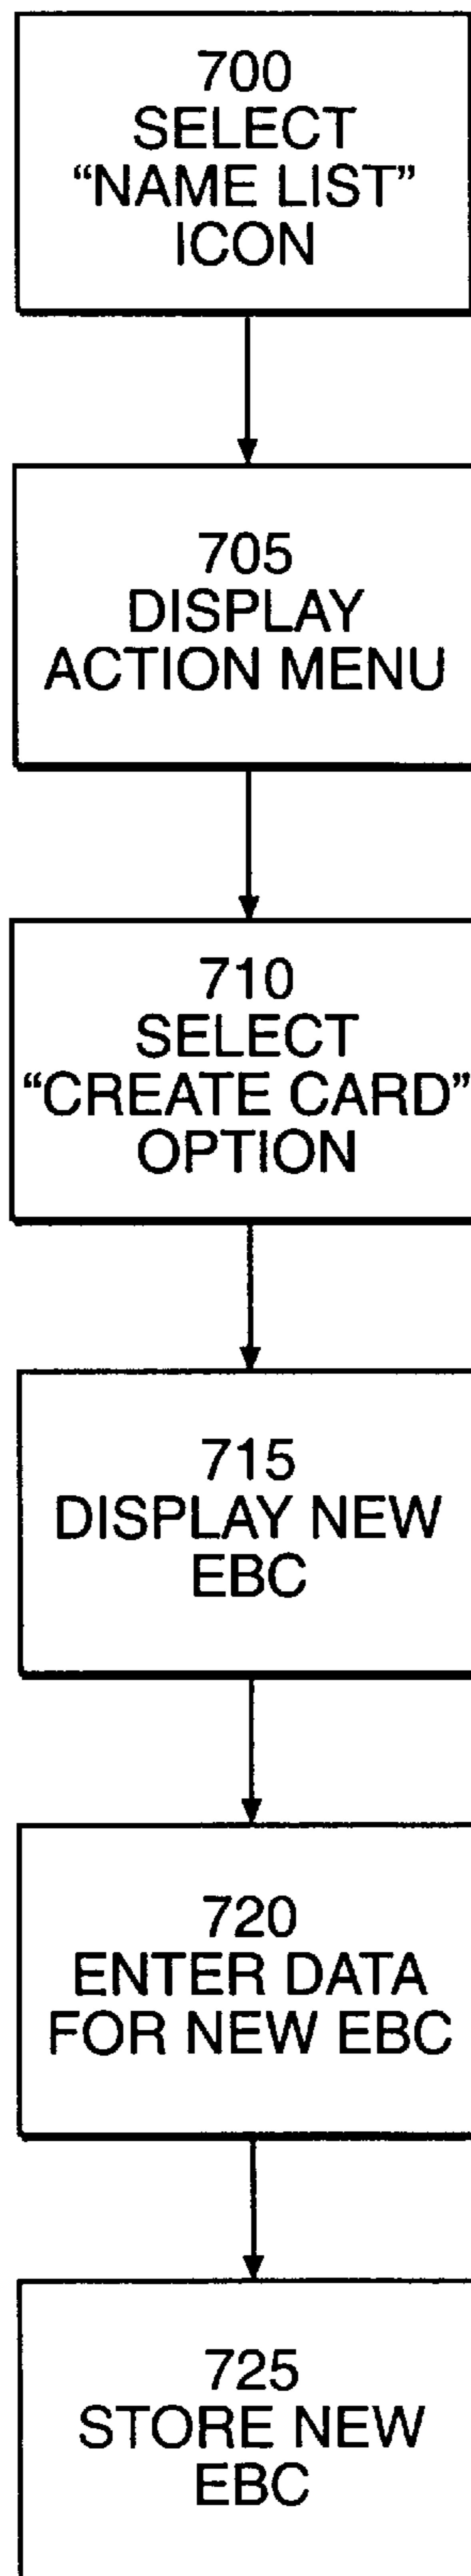 700
SELECT
“NAME LIST”
ICON
705
DISPLAY
ACTION MENU
710
SELECT
“CREATE CARD”
OPTION
715
DISPLAY NEW
EBC
720
ENTER DATA
FOR NEW EBC
725
STORE NEW
EBC